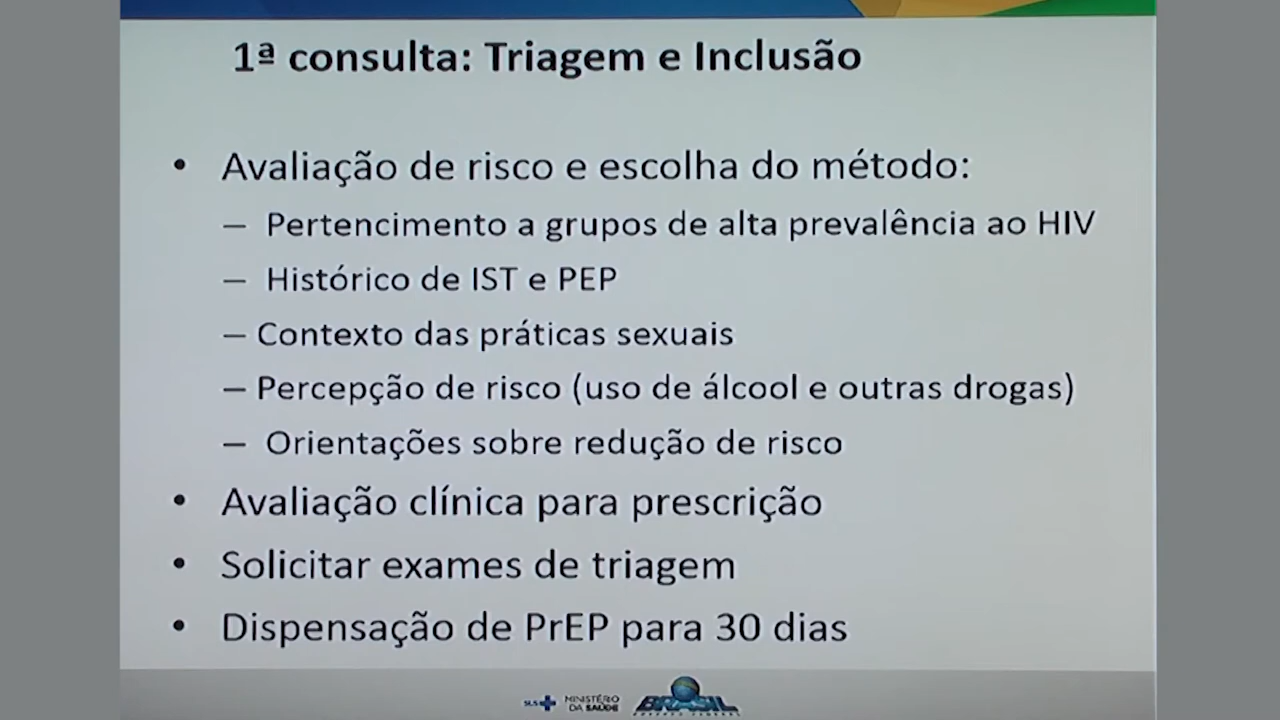 1ª consulta: Triagem e Inclusão
• Avaliação de risco e escolha do método:
– Pertencimento a grupos de alta prevalência ao HIV
– Histórico de IST e PEP
– Contexto das práticas sexuais
– Percepção de risco (uso de álcool e outras drogas)
– Orientações sobre redução de risco
• Avaliação clínica para prescrição
• Solicitar exames de triagem
• Dispensação de PrEP para 30 dias
SUS MINISTÉRIO DA SAÚDE BRASIL
GOVERNO FEDERAL